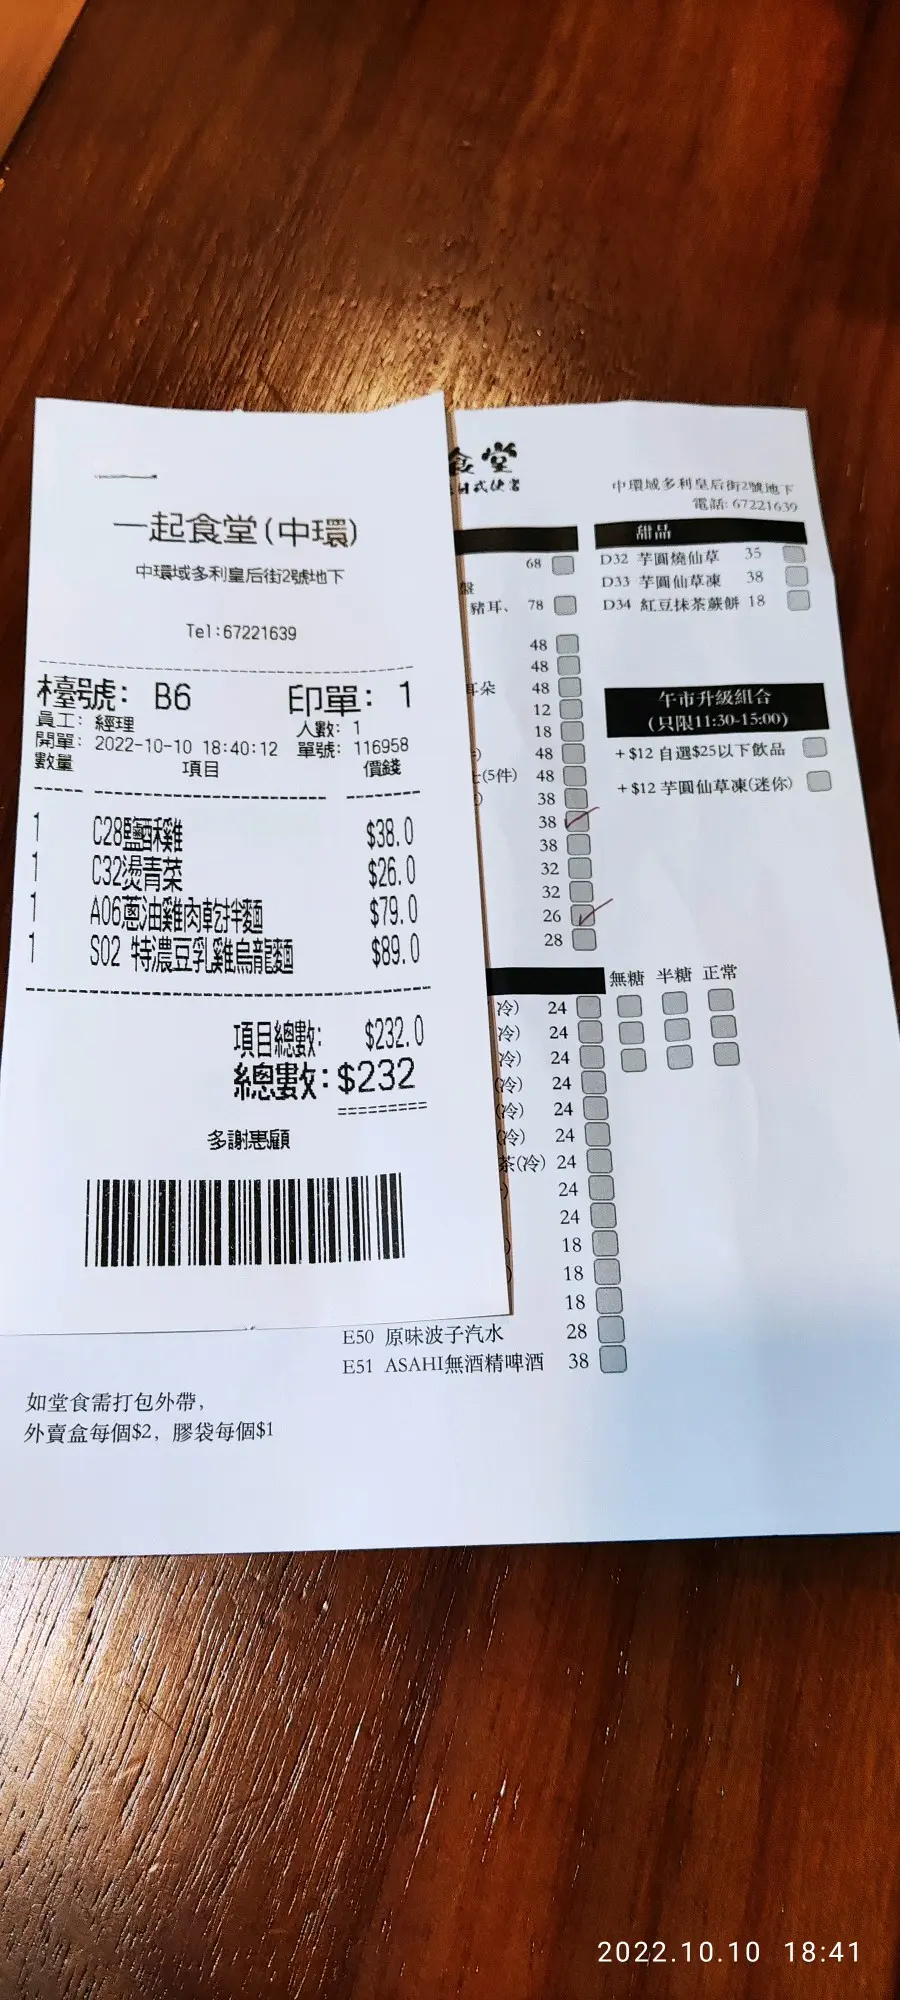 一起食堂(中環)
中環域多利皇后街2號地下
Tel:67221639
檯號: B6 印單: 1
員工: 經理 人數: 1
開單: 2022-10-10 18:40:12 單號: 116958
數量 項目 價錢
1 C28鹽酥雞 $38.0
1 C32燙青菜 $26.0
1 A06蔥油雞肉乾拌麵 $79.0
1 S02 特濃豆乳雞烏龍麵 $89.0
項目總數: $232.0
總數: $232
多謝惠顧
食堂
中環域多利皇后街2號地下
電話: 67221639
68
盤
豬耳、 78
48
48
耳朵 48
12
18
48
(5件) 48
38
38
38
32
32
26
28
甜品
D32 芋圓燒仙草 35
D33 芋圓仙草凍 38
D34 紅豆抹茶蕨餅 18
午市升級組合
(只限11:30-15:00)
+$12 自選$25以下飲品
+$12 芋圓仙草凍(迷你)
無糖 半糖 正常
(冷) 24
(冷) 24
(冷) 24
(冷) 24
(冷) 24
(冷) 24
茶(冷) 24
24
24
18
18
18
E50 原味波子汽水 28
E51 ASAHI無酒精啤酒 38
如堂食需打包外帶，
外賣盒每個$2，膠袋每個$1
2022.10.10 18:41